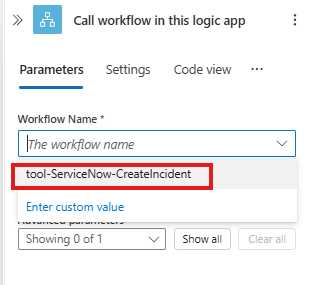 Call workflow in this logic app
Parameters
Settings
Code view
Workflow Name *
The workflow name
tool-ServiceNow-CreateIncident
Enter custom value
Advanced parameters
Showing 0 of 1
Show all
Clear all